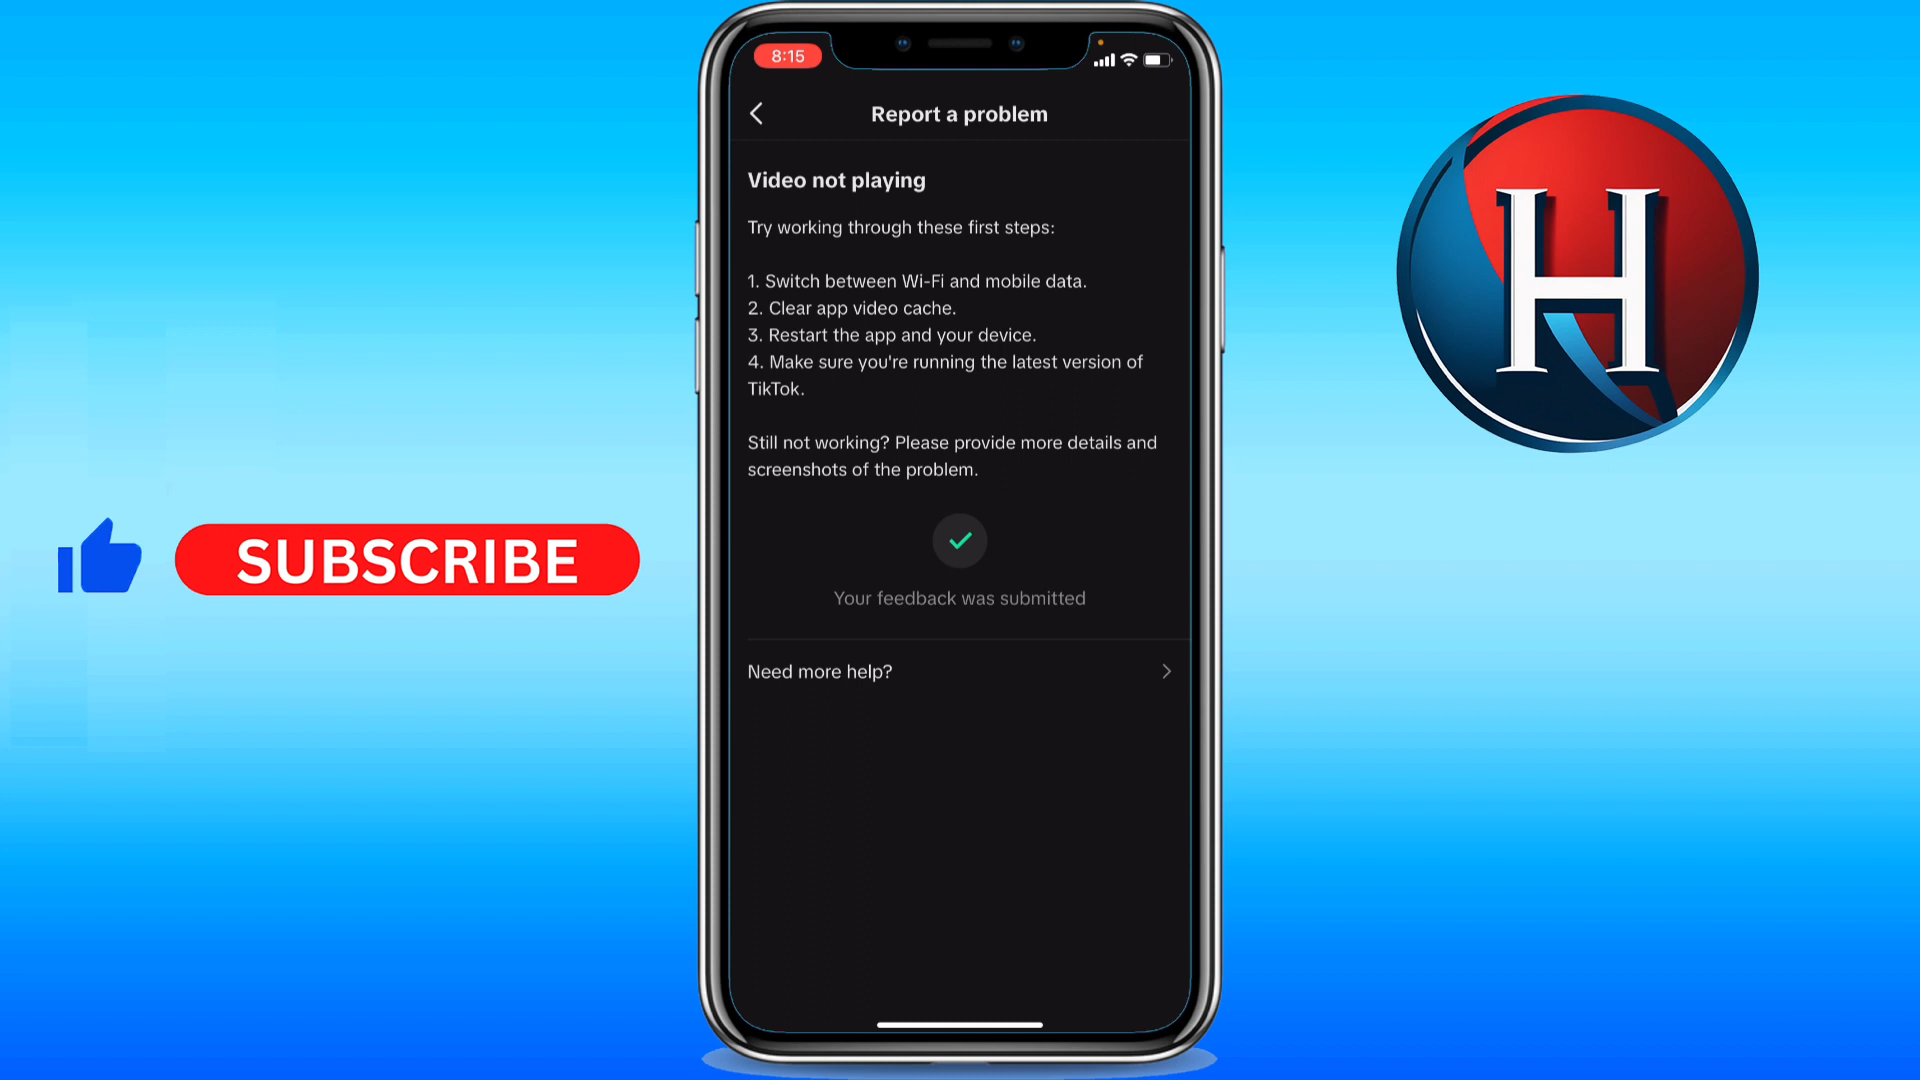 8:15
Report a problem
Video not playing
Try working through these first steps:
1. Switch between Wi-Fi and mobile data.
2. Clear app video cache.
3. Restart the app and your device.
4. Make sure you're running the latest version of
TikTok.
Still not working? Please provide more details and
screenshots of the problem.
Your feedback was submitted
Need more help?
SUBSCRIBE
H